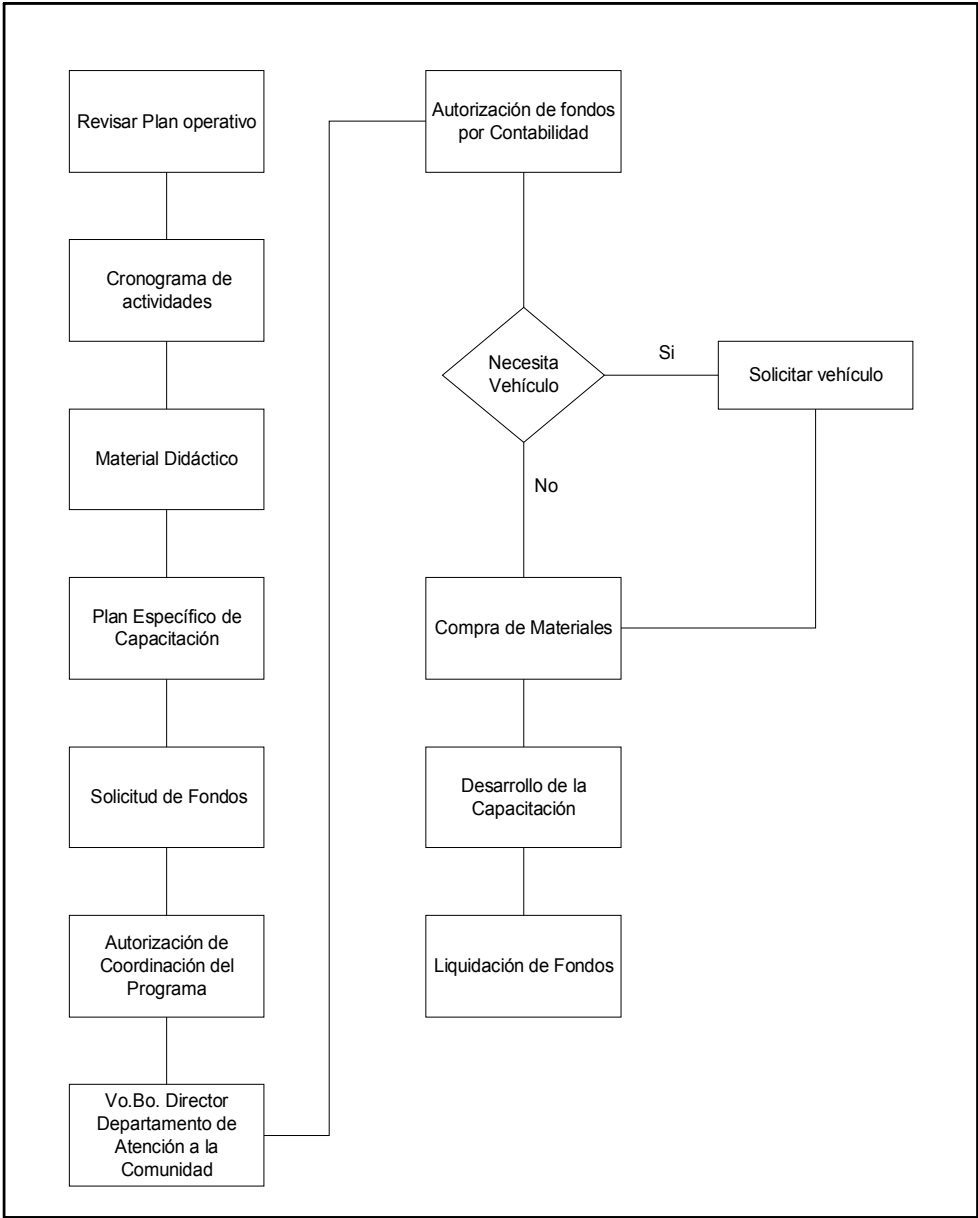 Revisar Plan operativo
Cronograma de
actividades
Material Didáctico
Plan Específico de
Capacitación
Solicitud de Fondos
Autorización de
Coordinación del
Programa
Vo.Bo. Director
Departamento de
Atención a la
Comunidad
Autorización de fondos
por Contabilidad
Necesita
Vehículo
Si
Solicitar vehículo
No
Compra de Materiales
Desarrollo de la
Capacitación
Liquidación de Fondos